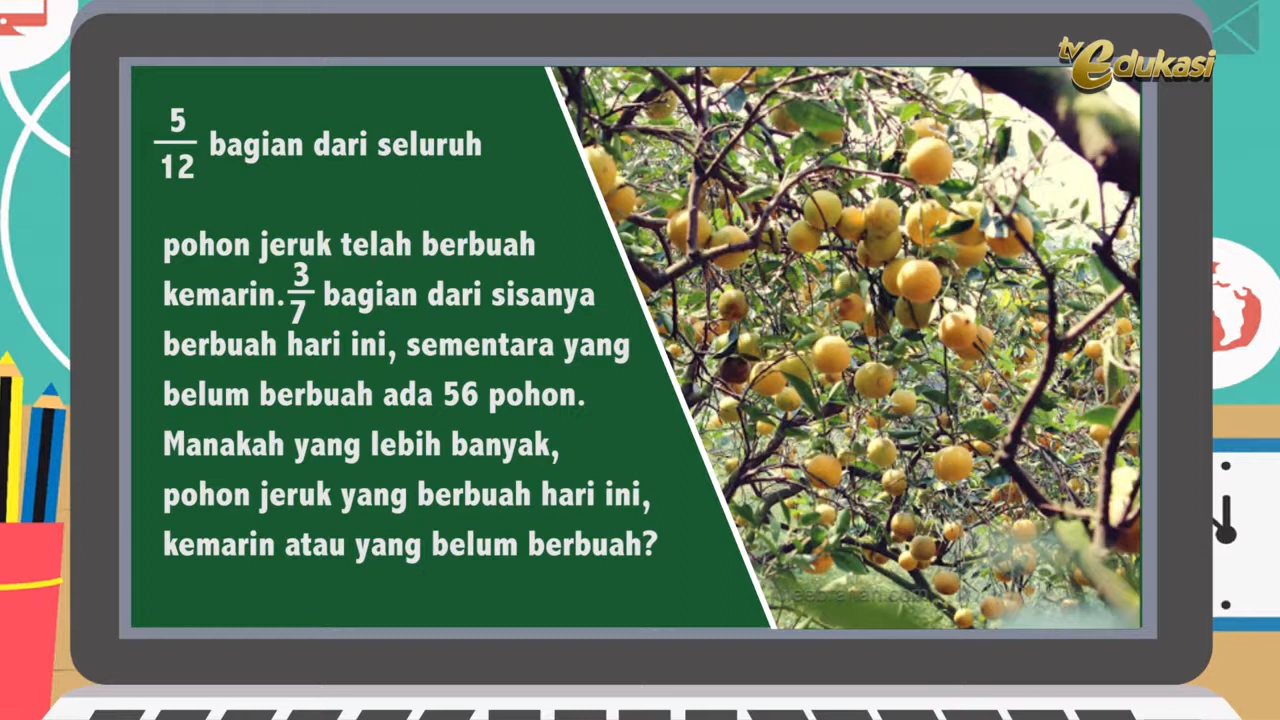 tv edukasi
5/12 bagian dari seluruh
pohon jeruk telah berbuah
kemarin. 3/7 bagian dari sisanya
berbuah hari ini, sementara yang
belum berbuah ada 56 pohon.
Manakah yang lebih banyak,
pohon jeruk yang berbuah hari ini,
kemarin atau yang belum berbuah?